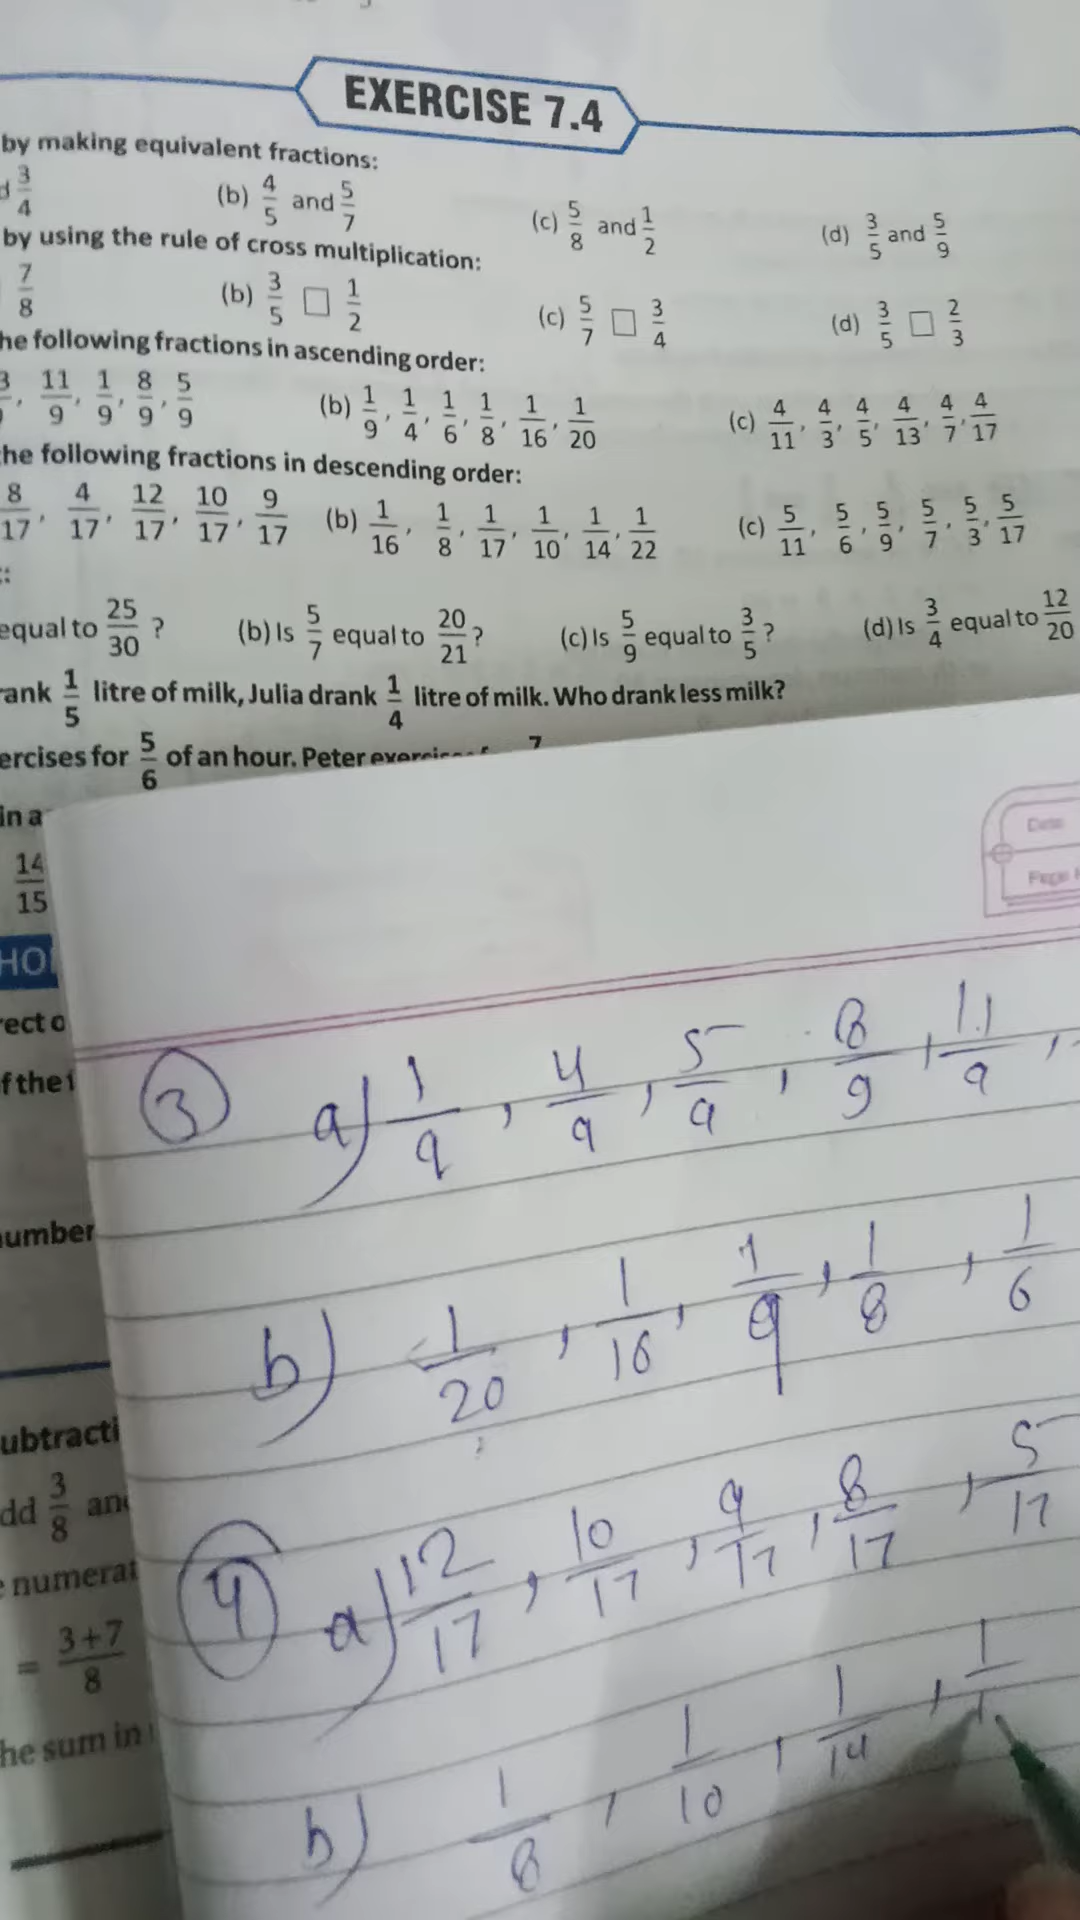 EXERCISE 7.4
by making equivalent fractions:
3/4 (b) 4/5 and 5/7 (c) 5/8 and 1/2 (d) 3/5 and 5/9
by using the rule of cross multiplication:
7/8 (b) 3/5 □ 1/2 (c) 5/7 □ 3/4 (d) 3/5 □ 2/3
he following fractions in ascending order:
, 11/9, 1/9, 8/9, 5/9 (b) 1/9, 1/4, 1/6, 1/8, 1/16, 1/20 (c) 4/11, 4/3, 4/5, 4/13, 4/7, 4/17
he following fractions in descending order:
8/17, 4/17, 12/17, 10/17, 9/17 (b) 1/16, 1/8, 1/17, 1/10, 1/14, 1/22 (c) 5/11, 5/6, 5/9, 5/7, 5/3, 5/17
equal to 25/30 ? (b) Is 5/7 equal to 20/21 ? (c) Is 5/9 equal to 3/5 ? (d) Is 3/4 equal to 12/20
rank 1/5 litre of milk, Julia drank 1/4 litre of milk. Who drank less milk?
ercises for 5/6 of an hour. Peter
in a
14/15
Date
Page
HO
rect
f the
③ a) 1/9, 4/9, 5/9, 8/9, 11/9,
umber
b) 1/20, 1/16, 1/9, 1/8, 1/6
ubtracti
dd 3/8 an
④ a) 12/17, 10/17, 9/17, 8/17, 5/17
numerat
= 3+7/8
he sum in
b) 1/8, 1/10, 1/14, 1/